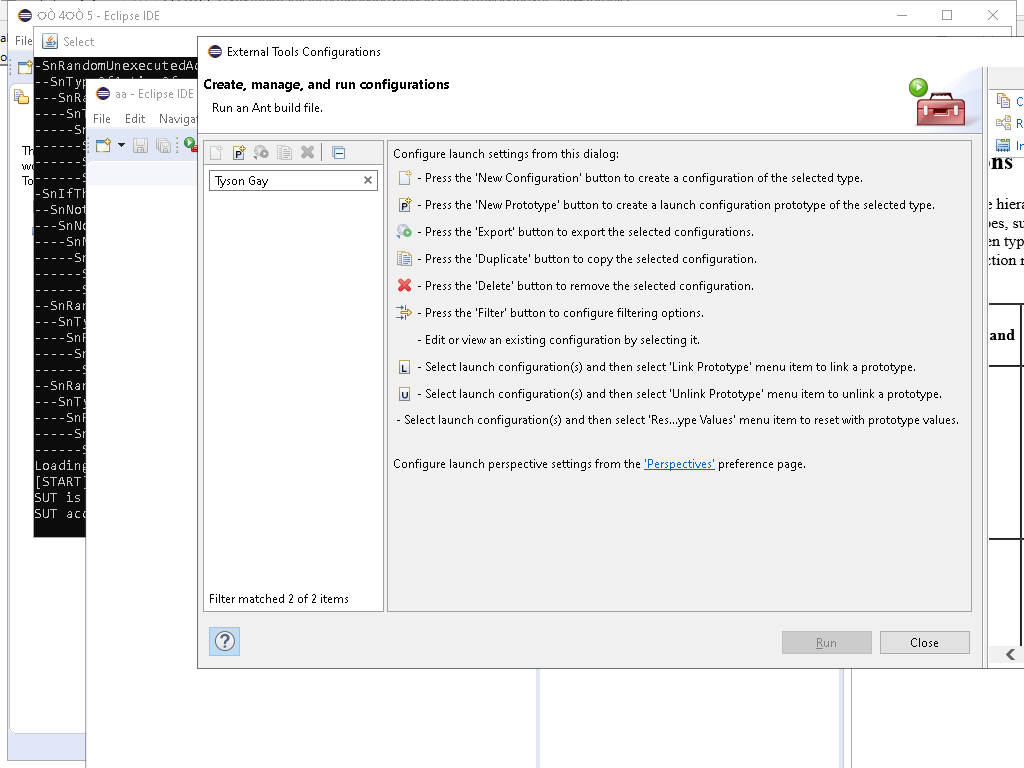 ΌỜ 4ΌỜ 5 - Eclipse IDE
File
Select
-SnRandomUnexecutedAc
--SnTyp
---SnRa
----SnT
-----Sn
-----S
-----S
-----S
-SnIfTh
--SnNot
---SnNo
----SnN
-----S
-----S
-----S
--SnRan
---SnTy
----SnF
-----Sn
-----S
--SnRan
---SnTy
----SnF
-----Sn
-----S
Loading
[START]
SUT is
SUT acc
Th
wo
To
aa - Eclipse IDE
File Edit Navigat
External Tools Configurations
Create, manage, and run configurations
Run an Ant build file.
Tyson Gay
Filter matched 2 of 2 items
Configure launch settings from this dialog:
- Press the 'New Configuration' button to create a configuration of the selected type.
- Press the 'New Prototype' button to create a launch configuration prototype of the selected type.
- Press the 'Export' button to export the selected configurations.
- Press the 'Duplicate' button to copy the selected configuration.
- Press the 'Delete' button to remove the selected configuration.
- Press the 'Filter' button to configure filtering options.
- Edit or view an existing configuration by selecting it.
L - Select launch configuration(s) and then select 'Link Prototype' menu item to link a prototype.
U - Select launch configuration(s) and then select 'Unlink Prototype' menu item to unlink a prototype.
- Select launch configuration(s) and then select 'Res...ype Values' menu item to reset with prototype values.
Configure launch perspective settings from the 'Perspectives' preference page.
Run
Close
C
R
In
ns
e hiera
pes, su
en typ
ction r
and